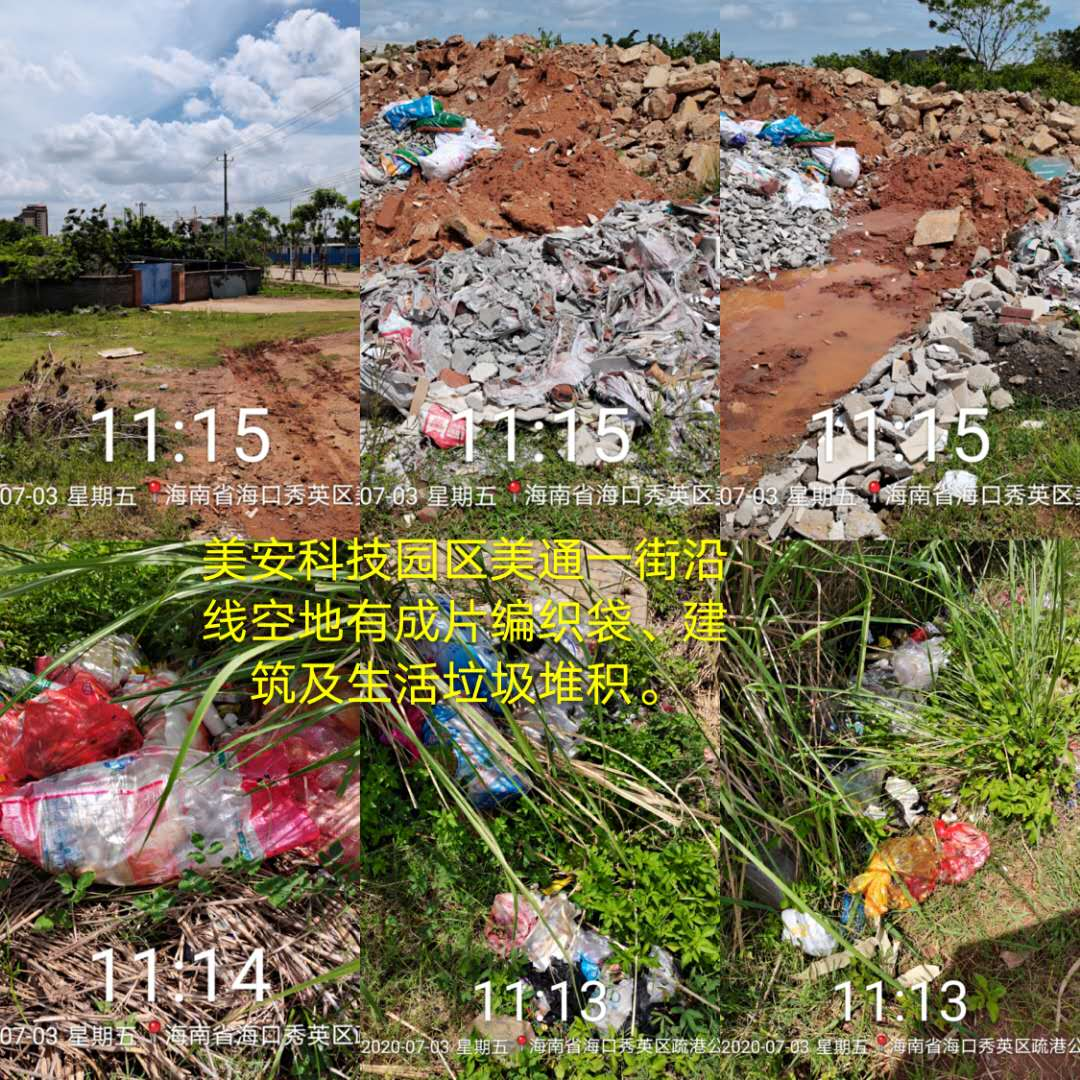 11:15
07-03 星期五 海南省海口秀英区
11:15
07-03 星期五 海南省海口秀英区
11:15
07-03 星期五 海南省海口秀英区
美安科技园区美通一街沿
线空地有成片编织袋、建
筑及生活垃圾堆积。
11:14
07-03 星期五 海南省海口秀英区
11:13
2020-07-03 星期五 海南省海口秀英区疏港公
11:13
2020-07-03 星期五 海南省海口秀英区疏港公